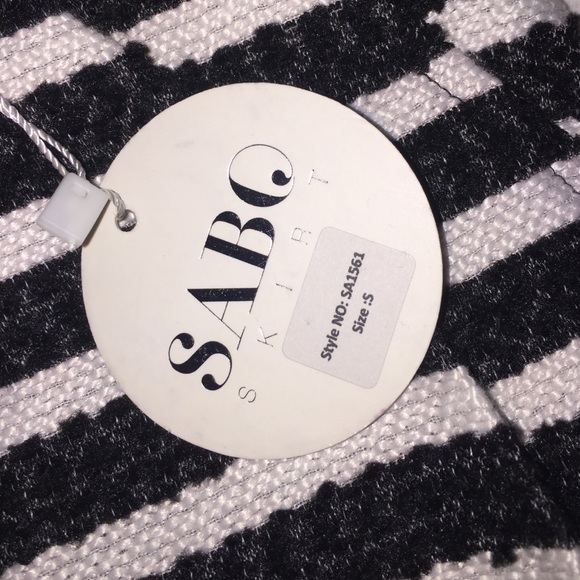 SABO
SKIRT
Style NO: SA1561
Size :S